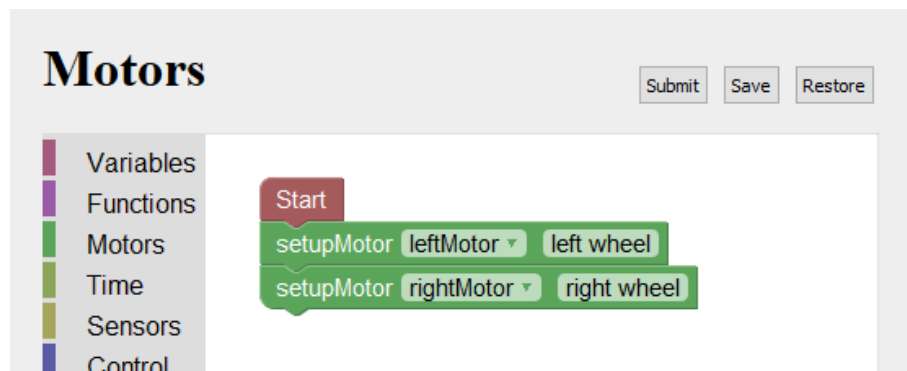 Motors
Submit Save Restore
Variables
Functions
Motors
Time
Sensors
Control
Start
setupMotor leftMotor left wheel
setupMotor rightMotor right wheel